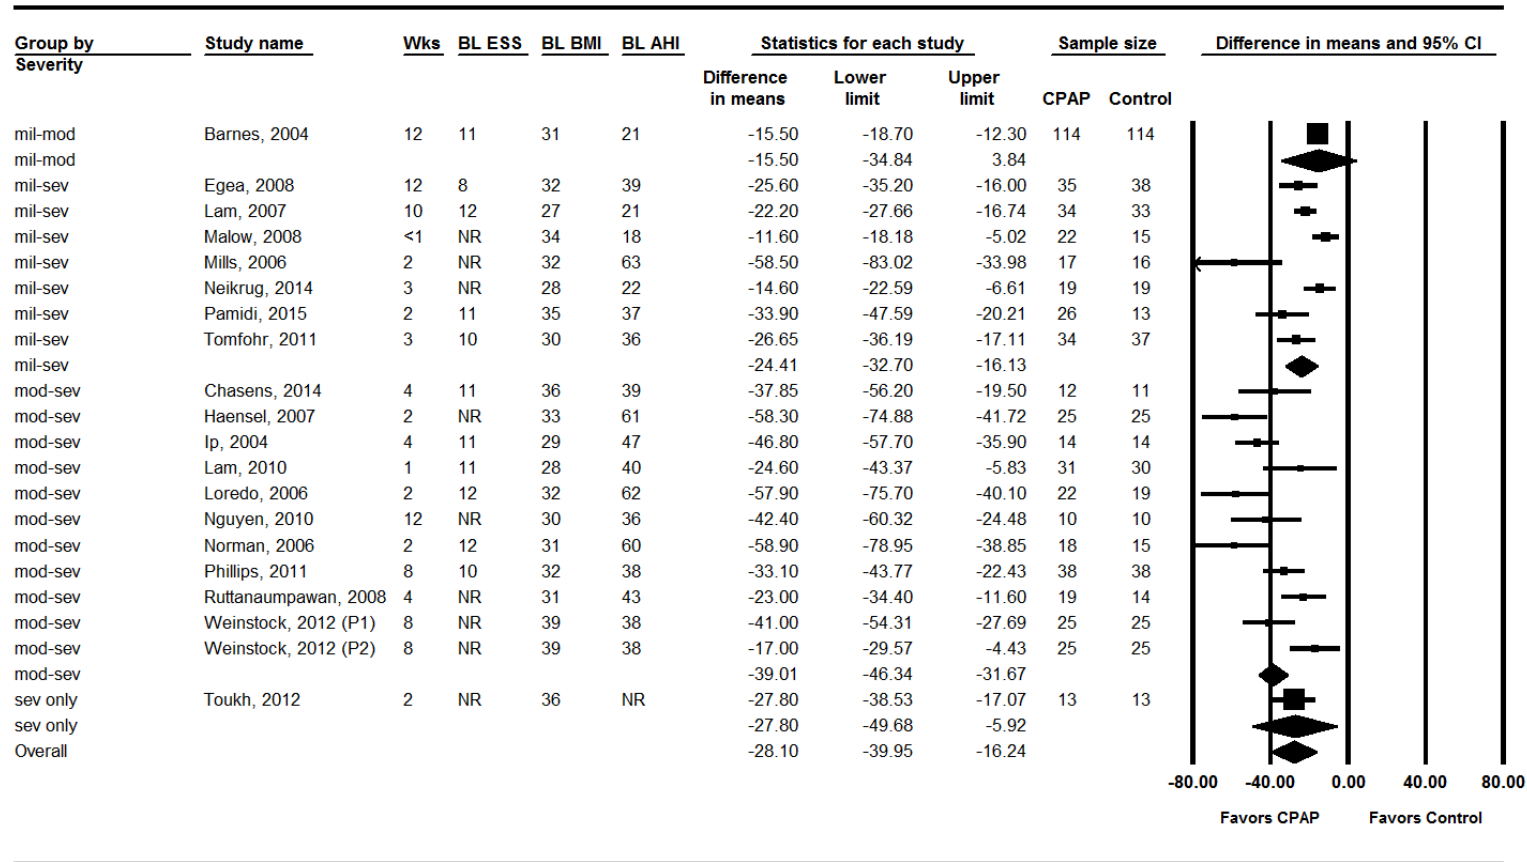 Group by Study name Wks BL ESS BL BMI BL AHI Statistics for each study Sample size Difference in means and 95% CI
Severity
Difference Lower Upper
in means limit limit CPAP Control
mil-mod Barnes, 2004 12 11 31 21 -15.50 -18.70 -12.30 114 114
mil-mod -15.50 -34.84 3.84
mil-sev Egea, 2008 12 8 32 39 -25.60 -35.20 -16.00 35 38
mil-sev Lam, 2007 10 12 27 21 -22.20 -27.66 -16.74 34 33
mil-sev Malow, 2008 <1 NR 34 18 -11.60 -18.18 -5.02 22 15
mil-sev Mills, 2006 2 NR 32 63 -58.50 -83.02 -33.98 17 16
mil-sev Neikrug, 2014 3 NR 28 22 -14.60 -22.59 -6.61 19 19
mil-sev Pamidi, 2015 2 11 35 37 -33.90 -47.59 -20.21 26 13
mil-sev Tomfohr, 2011 3 10 30 36 -26.65 -36.19 -17.11 34 37
mil-sev -24.41 -32.70 -16.13
mod-sev Chasens, 2014 4 11 36 39 -37.85 -56.20 -19.50 12 11
mod-sev Haensel, 2007 2 NR 33 61 -58.30 -74.88 -41.72 25 25
mod-sev Ip, 2004 4 11 29 47 -46.80 -57.70 -35.90 14 14
mod-sev Lam, 2010 1 11 28 40 -24.60 -43.37 -5.83 31 30
mod-sev Loredo, 2006 2 12 32 62 -57.90 -75.70 -40.10 22 19
mod-sev Nguyen, 2010 12 NR 30 36 -42.40 -60.32 -24.48 10 10
mod-sev Norman, 2006 2 12 31 60 -58.90 -78.95 -38.85 18 15
mod-sev Phillips, 2011 8 10 32 38 -33.10 -43.77 -22.43 38 38
mod-sev Ruttanaumpawan, 2008 4 NR 31 43 -23.00 -34.40 -11.60 19 14
mod-sev Weinstock, 2012 (P1) 8 NR 39 38 -41.00 -54.31 -27.69 25 25
mod-sev Weinstock, 2012 (P2) 8 NR 39 38 -17.00 -29.57 -4.43 25 25
mod-sev -39.01 -46.34 -31.67
sev only Toukh, 2012 2 NR 36 NR -27.80 -38.53 -17.07 13 13
sev only -27.80 -49.68 -5.92
Overall -28.10 -39.95 -16.24
-80.00 -40.00 0.00 40.00 80.00
Favors CPAP Favors Control